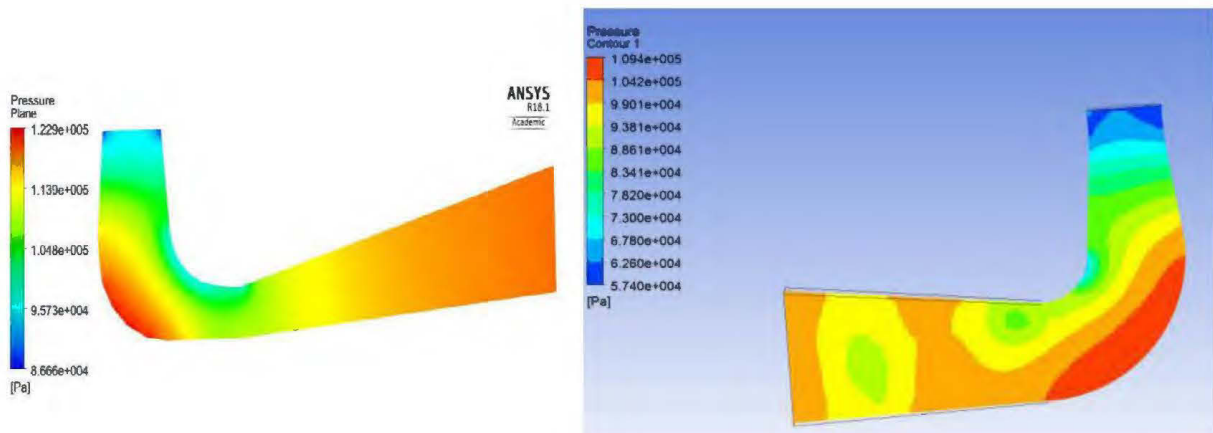 Pressure
Plane
1.229e+005
1.139e+005
1.048e+005
9.573e+004
8.666e+004
[Pa]
ANSYS
R18.1
Academic
Pressure
Contour 1
1.094e+005
1.042e+005
9.901e+004
9.381e+004
8.861e+004
8.341e+004
7.820e+004
7.300e+004
6.780e+004
6.260e+004
5.740e+004
[Pa]